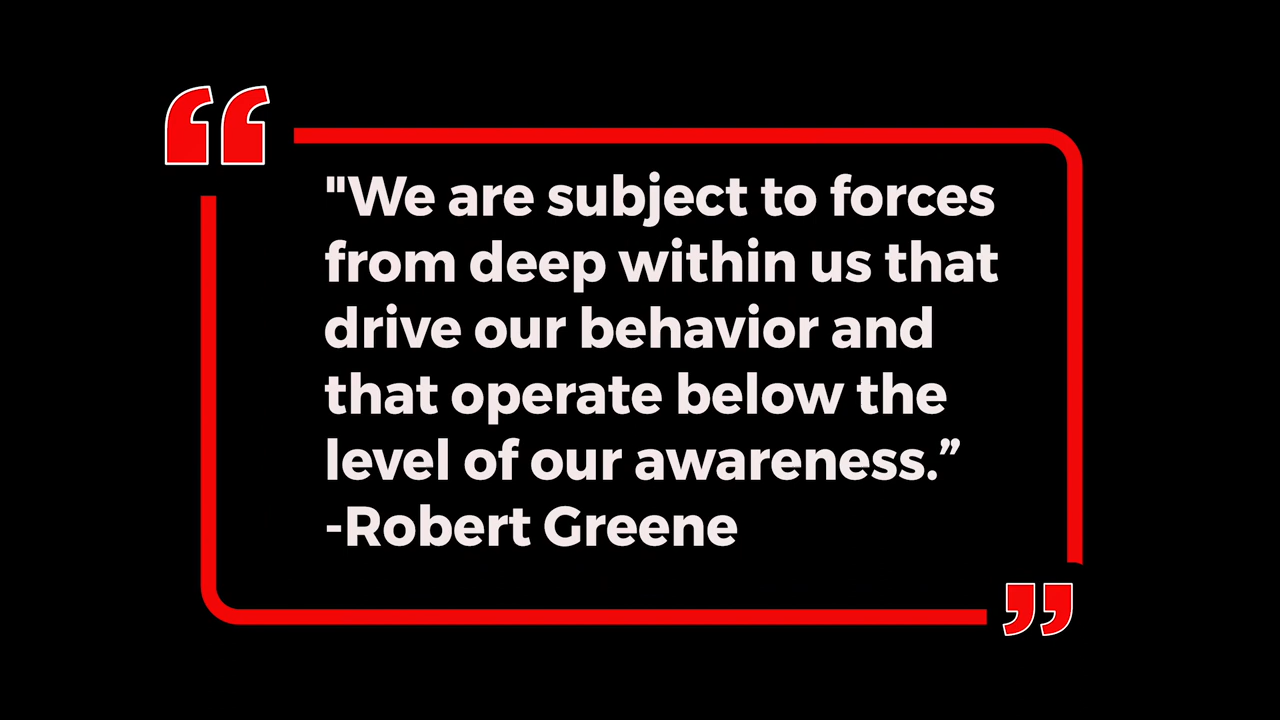 "We are subject to forces
from deep within us that
drive our behavior and
that operate below the
level of our awareness.”
-Robert Greene